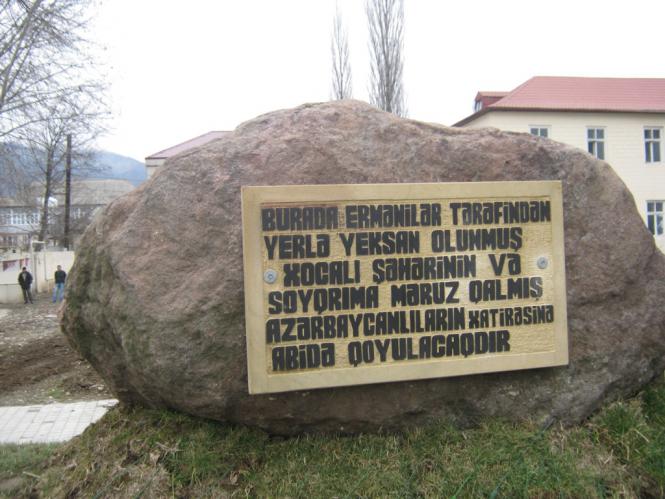 BURADA ERMƏNİLƏR TƏRƏFİNDƏN
YERLƏ YEKSAN OLUNMUŞ
XOCALI ŞƏHƏRİNİN VƏ
SOYQRIMA MƏRUZ QALMIŞ
AZƏRBAYCANLILARIN XATİRƏSİNƏ
ABİDƏ QOYULACAQDIR